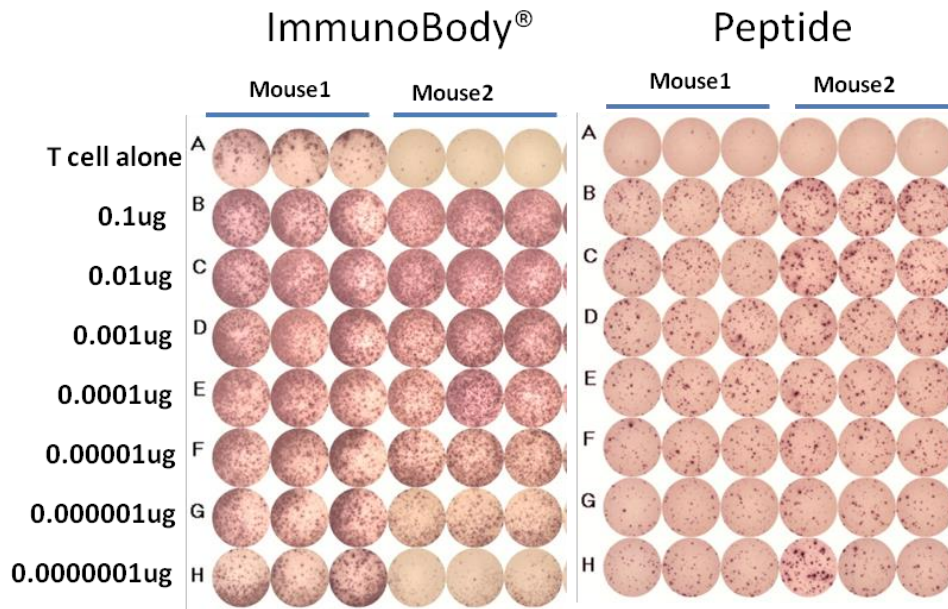 ImmunoBody® Peptide
Mouse1 Mouse2 Mouse1 Mouse2
T cell alone A A
0.1ug B B
0.01ug C C
0.001ug D D
0.0001ug E E
0.00001ug F F
0.000001ug G G
0.0000001ug H H